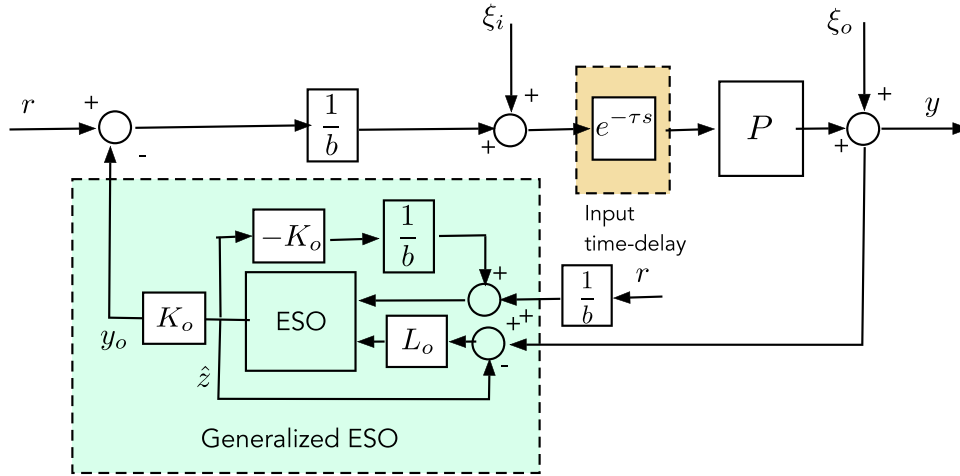 ξ_i
ξ_o
r
+
-
1/b
+
+
e^{-τs}
P
+
+
y
Input
time-delay
-K_o
1/b
+
r
1/b
+
ESO
+
L_o
-
K_o
y_o
ẑ
Generalized ESO